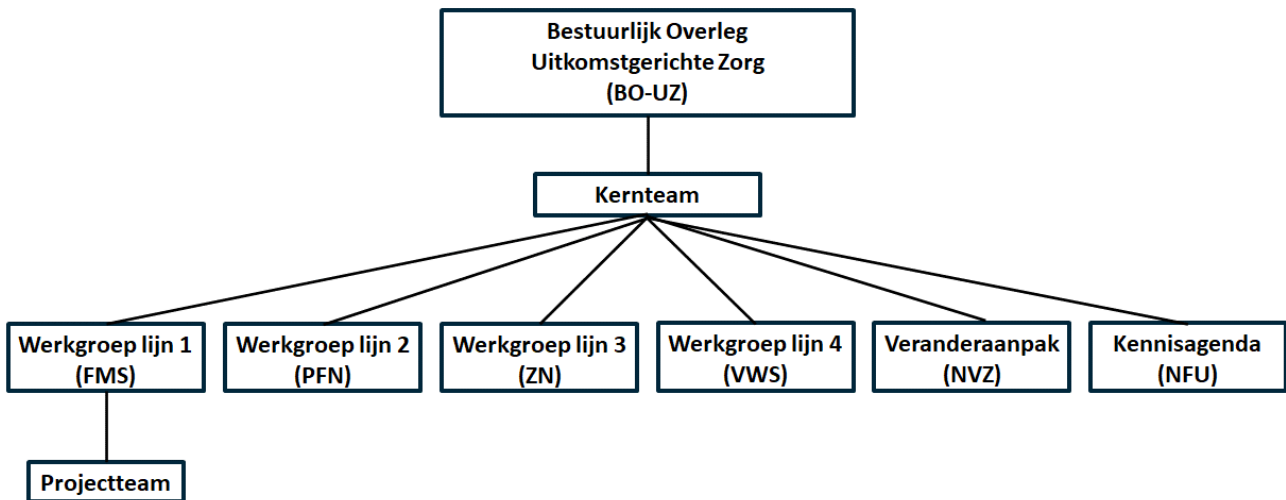 Bestuurlijk Overleg
Uitkomstgerichte Zorg
(BO-UZ)
Kernteam
Werkgroep lijn 1
(FMS)
Werkgroep lijn 2
(PFN)
Werkgroep lijn 3
(ZN)
Werkgroep lijn 4
(VWS)
Veranderaanpak
(NVZ)
Kennisagenda
(NFU)
Projectteam